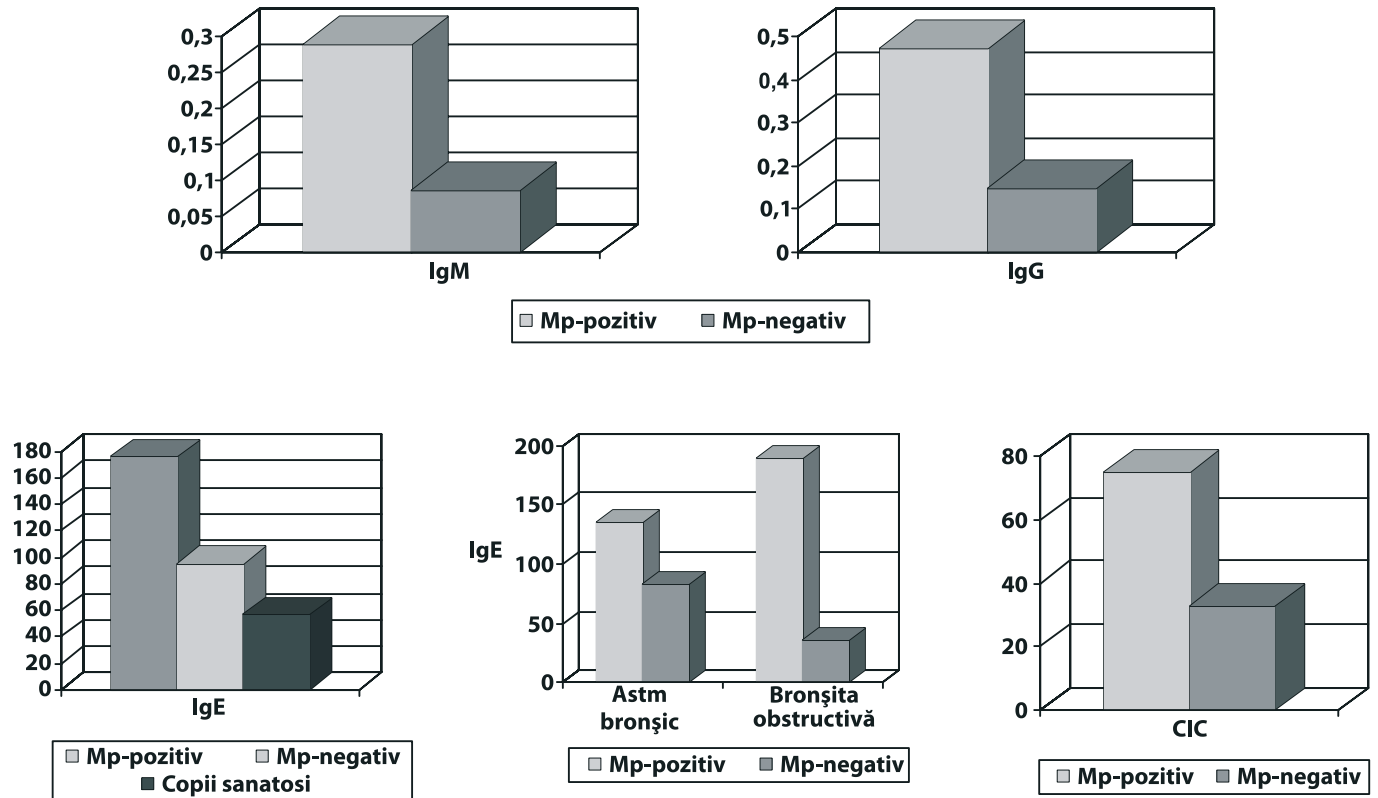 0,3
0,25
0,2
0,15
0,1
0,05
0
IgM
0,5
0,4
0,3
0,2
0,1
0
IgG
Mp-pozitiv Mp-negativ
180
160
140
120
100
80
60
40
20
0
IgE
Mp-pozitiv Mp-negativ
Copii sanatosi
200
150
100
50
0
IgE
Astm
bronşic
Bronşita
obstructivă
Mp-pozitiv Mp-negativ
80
60
40
20
0
CIC
Mp-pozitiv Mp-negativ